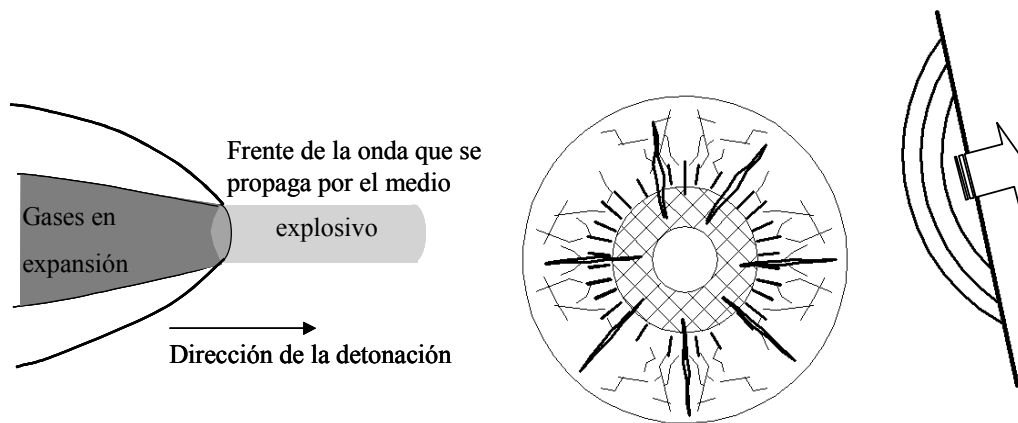 Frente de la onda que se
propaga por el medio
Gases en
expansión
explosivo
Dirección de la detonación